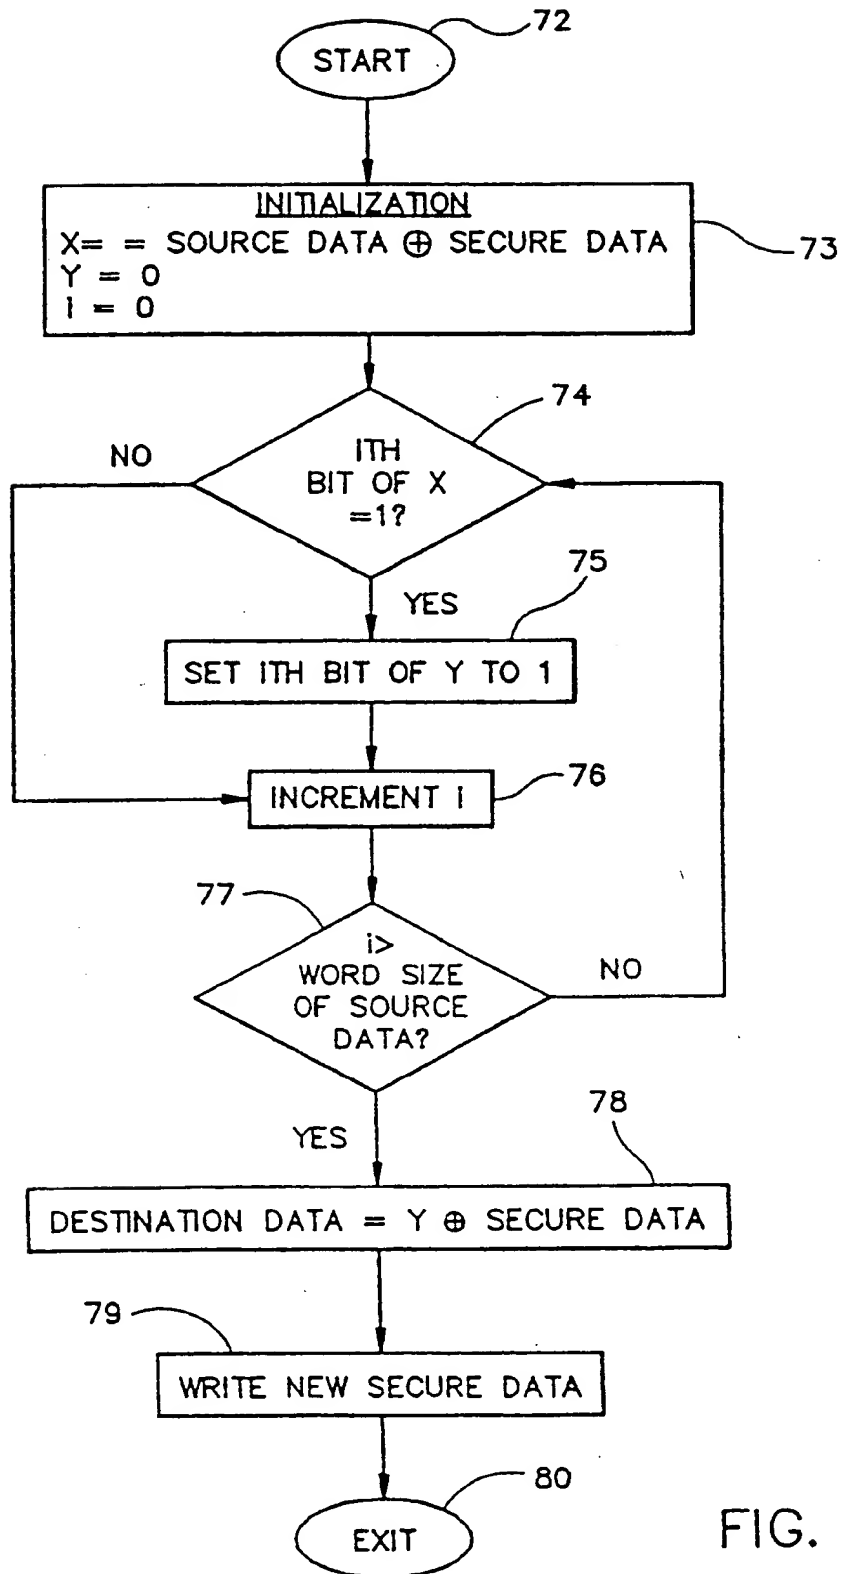 72
START
INITIALIZATION
X= = SOURCE DATA ⊕ SECURE DATA
Y = 0
I = 0
73
74
ITH
BIT OF X
=1?
NO
75
YES
SET ITH BIT OF Y TO 1
76
INCREMENT I
77
i>
WORD SIZE
OF SOURCE
DATA?
NO
YES
78
DESTINATION DATA = Y ⊕ SECURE DATA
79
WRITE NEW SECURE DATA
80
EXIT
FIG.